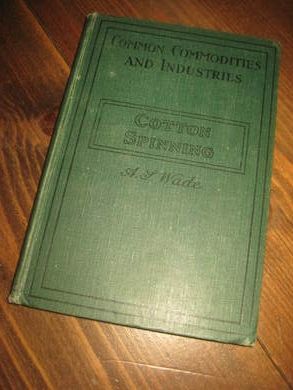 COMMON COMMODITIES
AND INDUSTRIES
COTTON
SPINNING
A. S. Wade